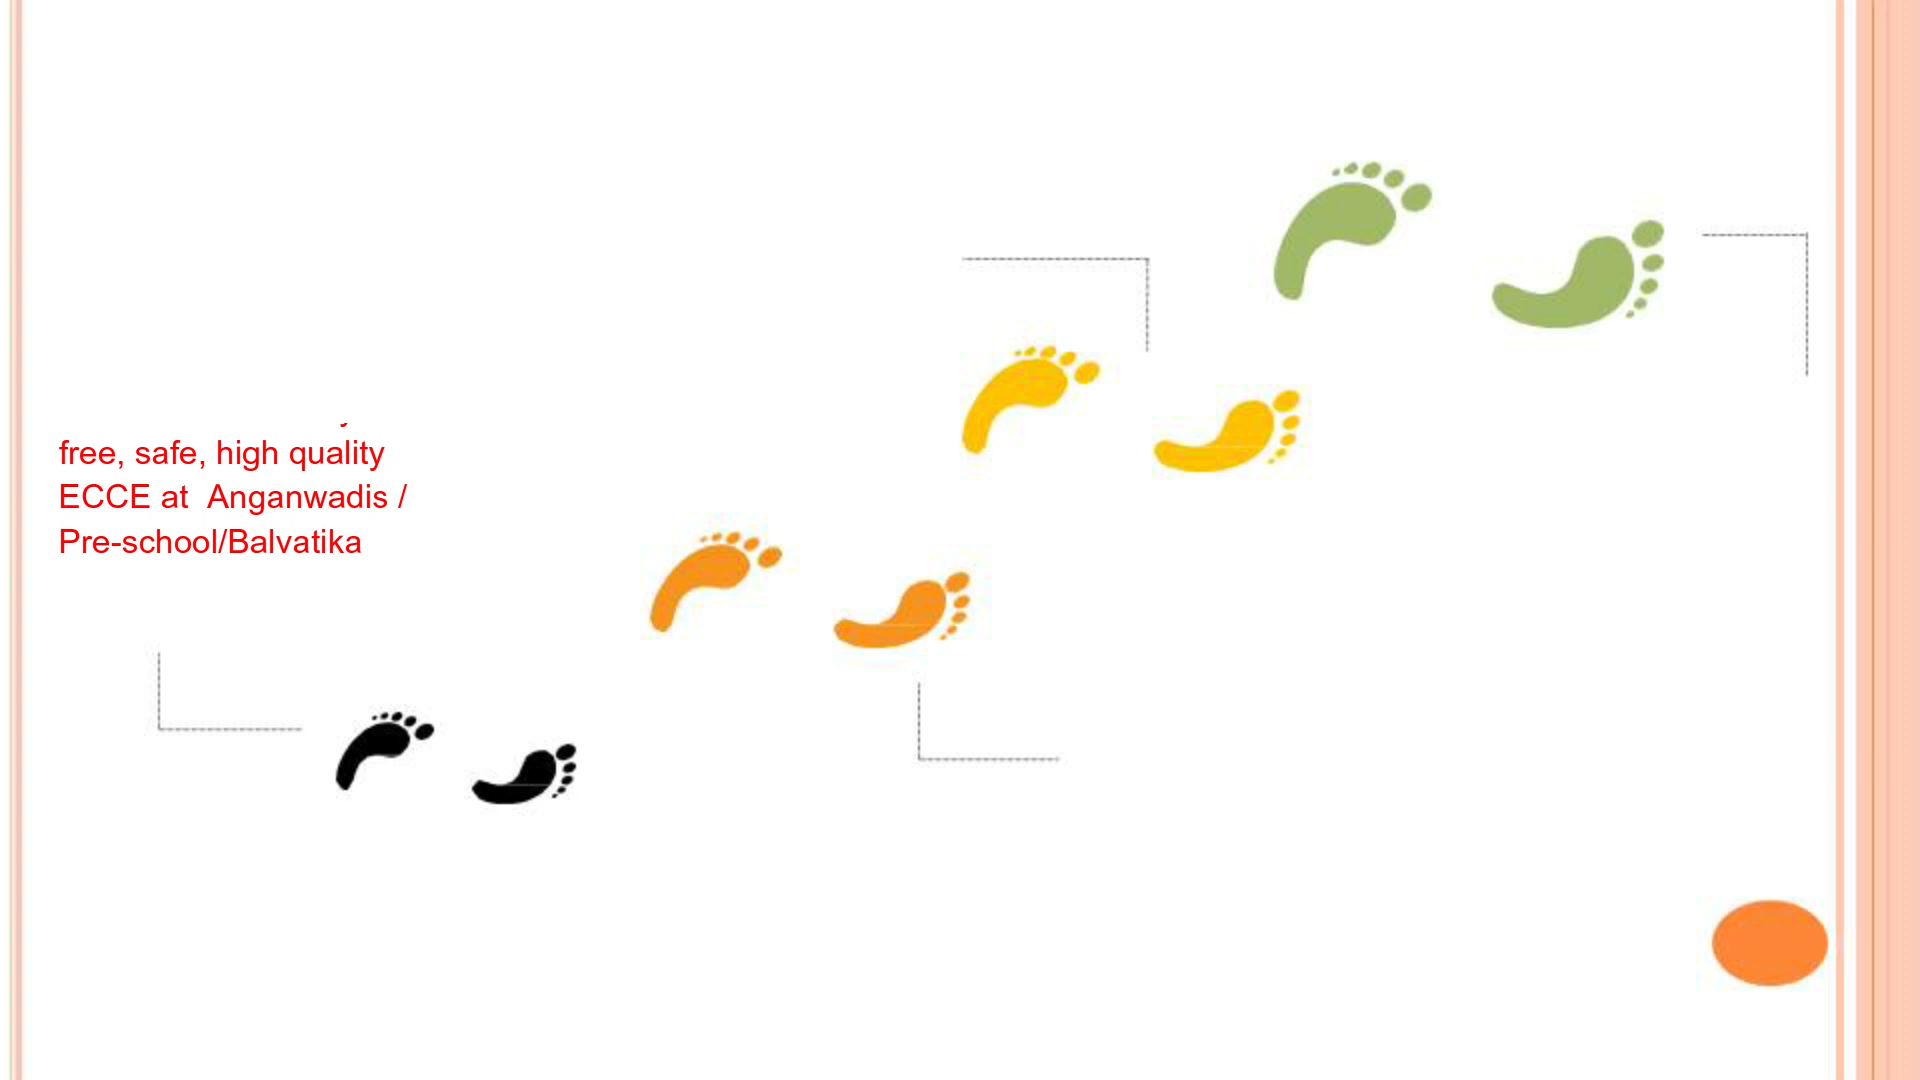 free, safe, high quality
ECCE at  Anganwadis /
Pre-school/Balvatika